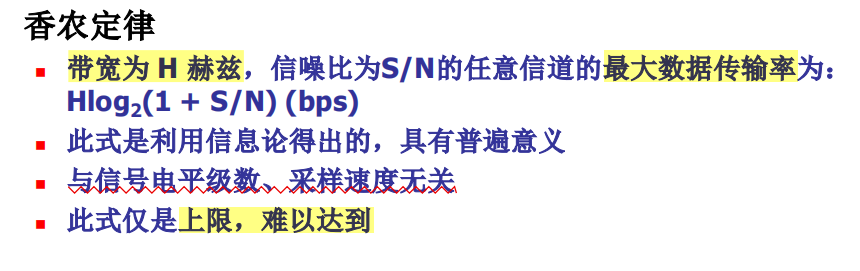 香农定律
带宽为 H 赫兹，信噪比为S/N的任意信道的最大数据传输率为：
Hlog₂(1 + S/N) (bps)
此式是利用信息论得出的，具有普遍意义
与信号电平级数、采样速度无关
此式仅是上限，难以达到